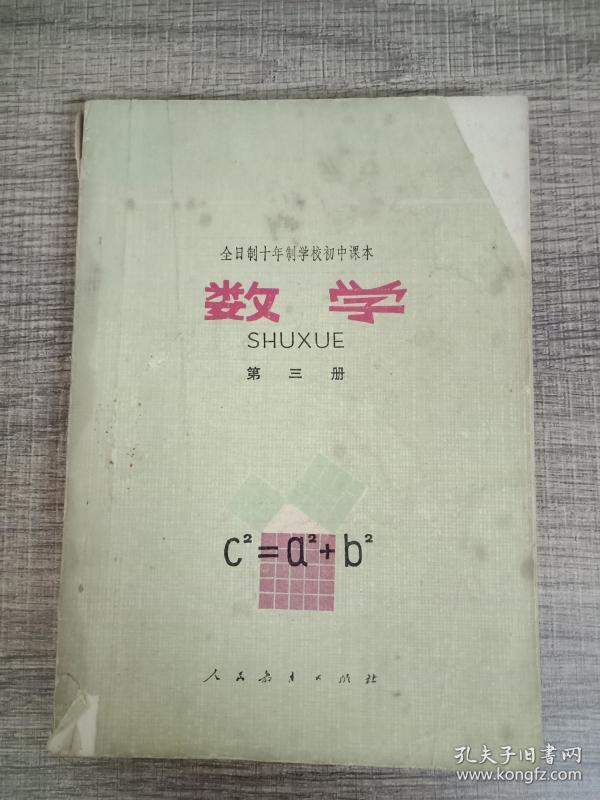 全日制十年制学校初中课本
数学
SHUXUE
第三册
c²=a²+b²
人民教育出版社
孔夫子旧书网
www.kongfz.com